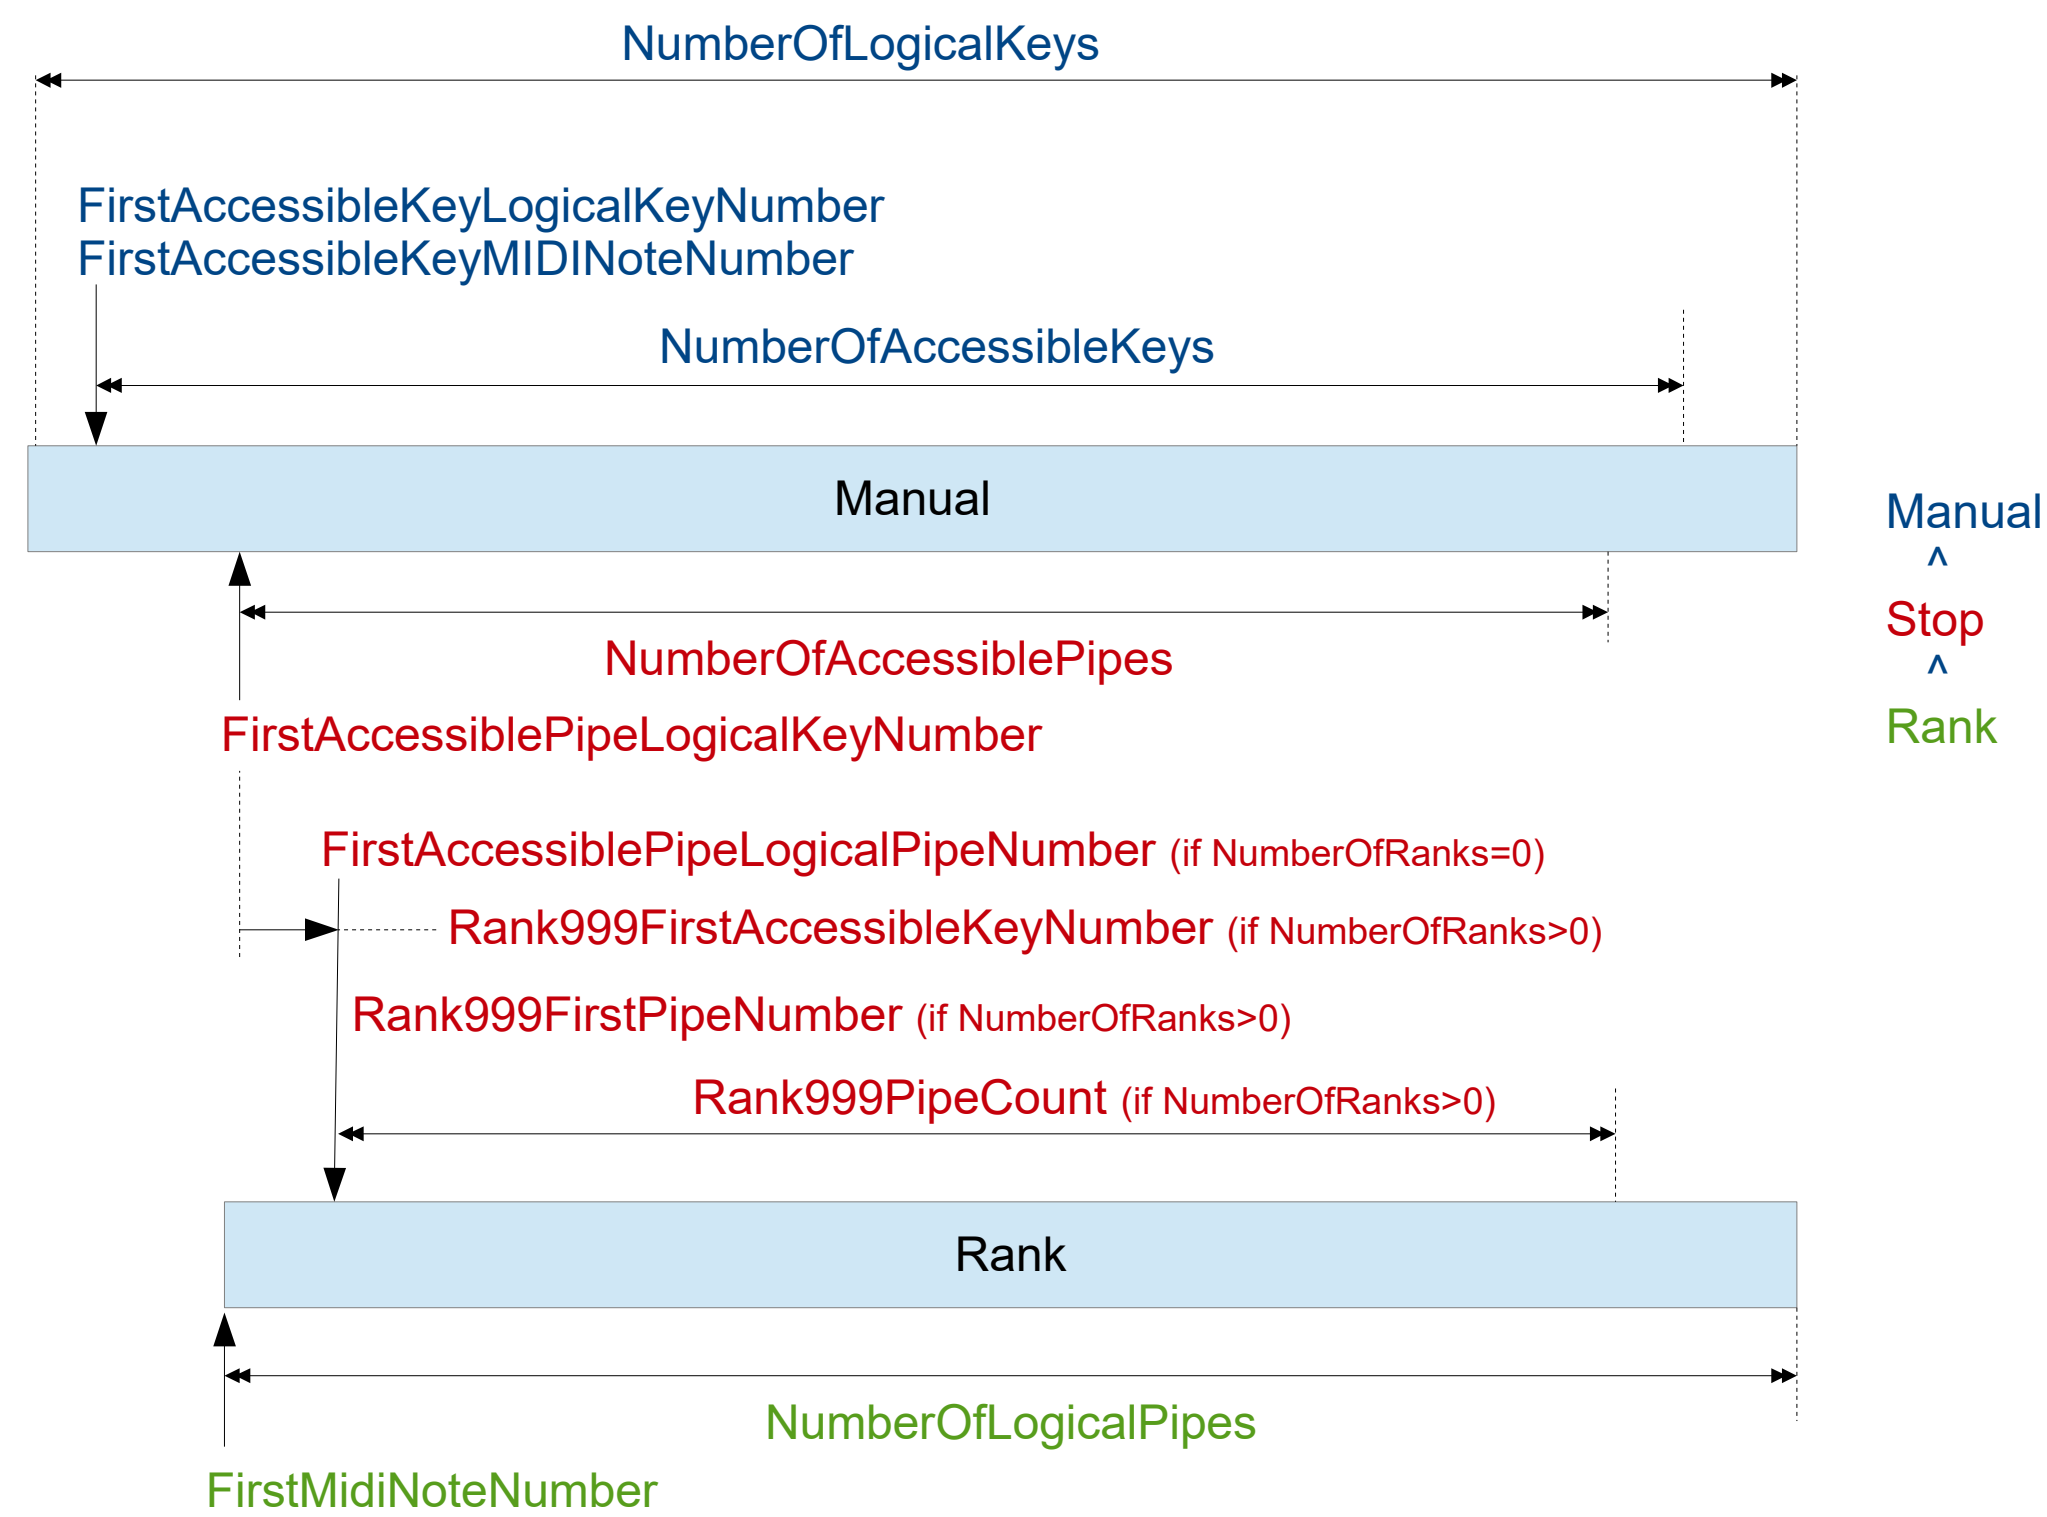 NumberOfLogicalKeys
FirstAccessibleKeyLogicalKeyNumber
FirstAccessibleKeyMIDINoteNumber
NumberOfAccessibleKeys
Manual
NumberOfAccessiblePipes
FirstAccessiblePipeLogicalKeyNumber
FirstAccessiblePipeLogicalPipeNumber (if NumberOfRanks=0)
Rank999FirstAccessibleKeyNumber (if NumberOfRanks>0)
Rank999FirstPipeNumber (if NumberOfRanks>0)
Rank999PipeCount (if NumberOfRanks>0)
Rank
NumberOfLogicalPipes
FirstMidiNoteNumber
Manual
^
Stop
^
Rank